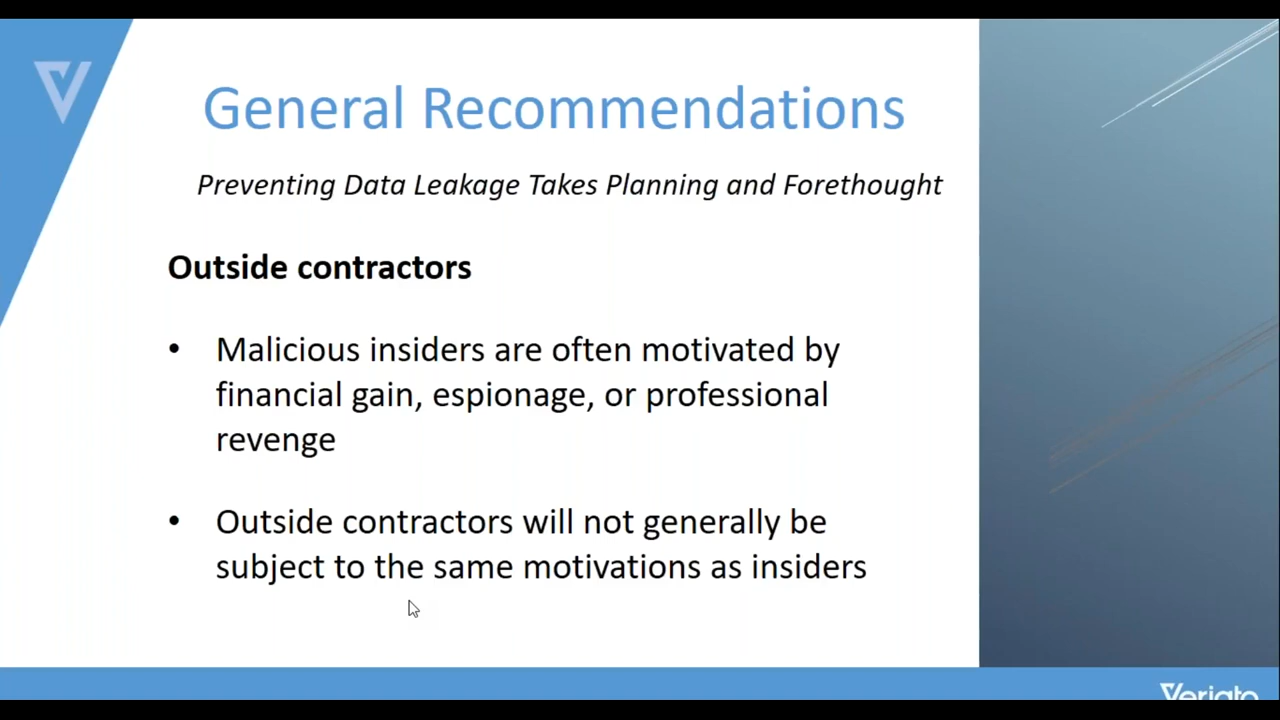 General Recommendations
Preventing Data Leakage Takes Planning and Forethought
Outside contractors
• Malicious insiders are often motivated by
financial gain, espionage, or professional
revenge
• Outside contractors will not generally be
subject to the same motivations as insiders
Veriato